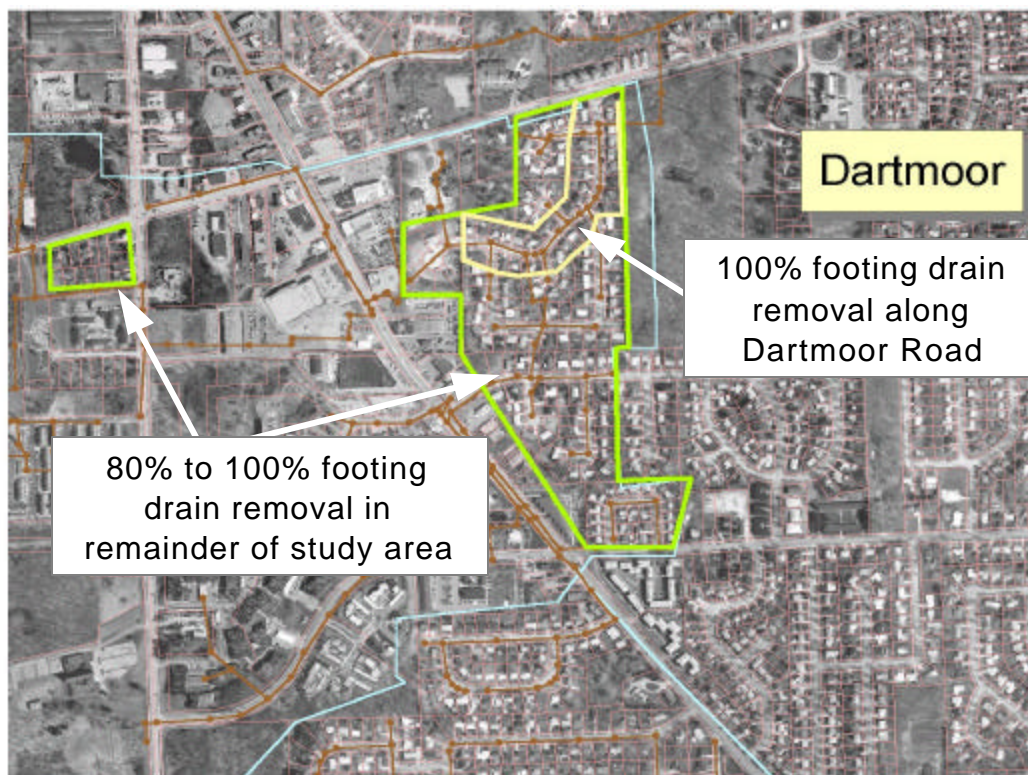 Dartmoor
100% footing drain
removal along
Dartmoor Road
80% to 100% footing
drain removal in
remainder of study area